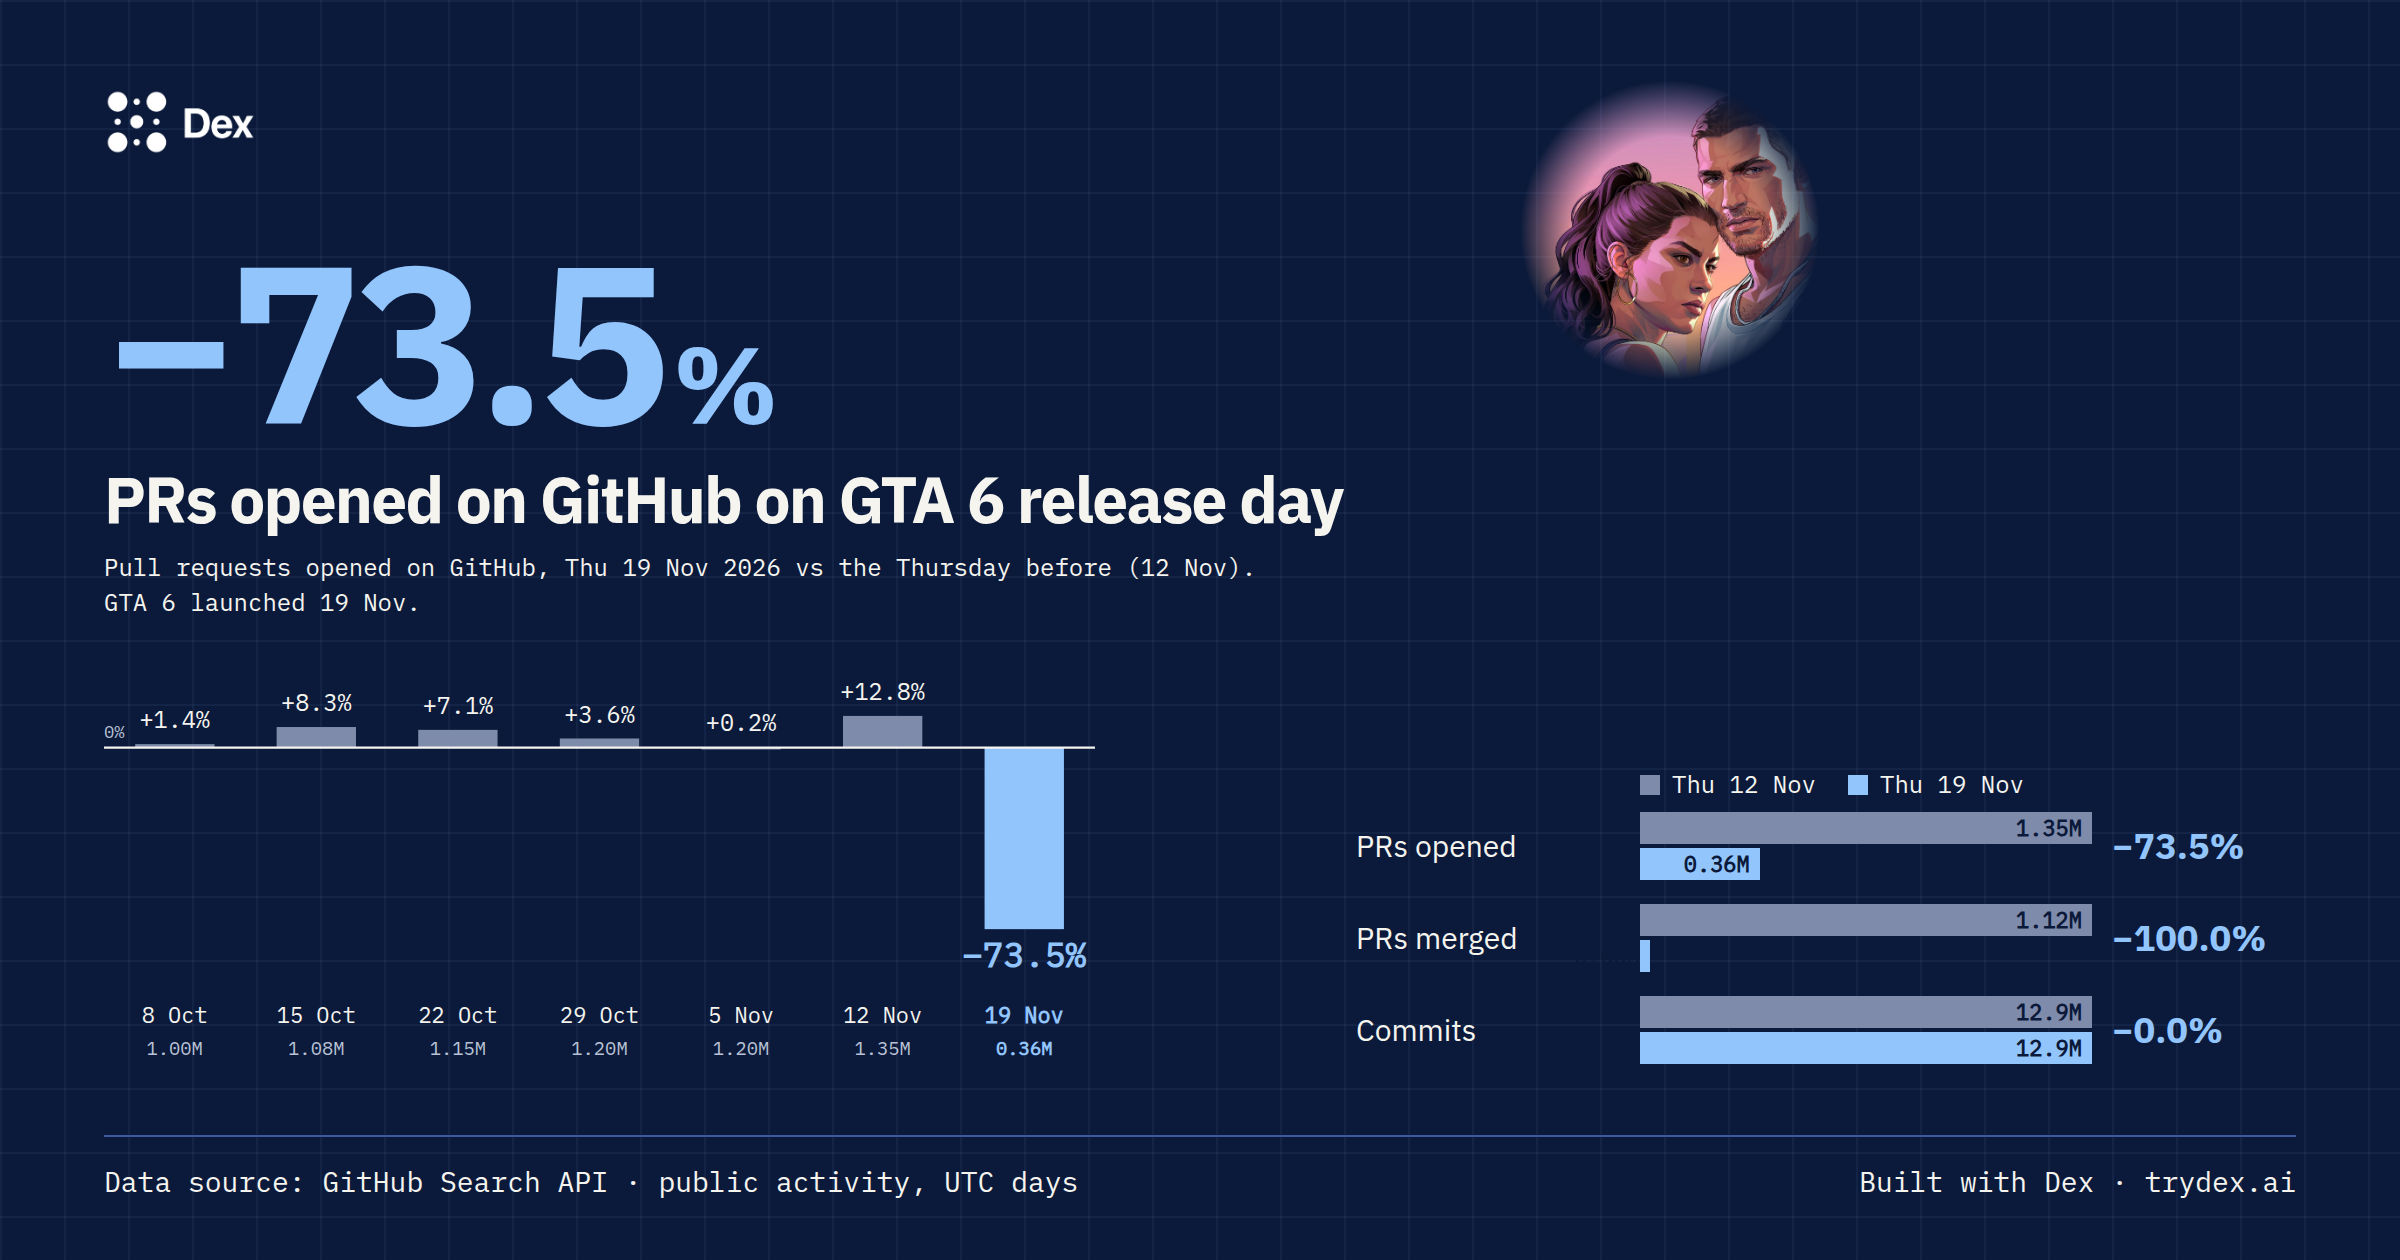 Dex
−73.5%
PRs opened on GitHub on GTA 6 release day
Pull requests opened on GitHub, Thu 19 Nov 2026 vs the Thursday before (12 Nov).
GTA 6 launched 19 Nov.
0% +1.4% +8.3% +7.1% +3.6% +0.2% +12.8%
−73.5%
8 Oct 15 Oct 22 Oct 29 Oct 5 Nov 12 Nov 19 Nov
1.00M 1.08M 1.15M 1.20M 1.20M 1.35M 0.36M
Thu 12 Nov Thu 19 Nov
PRs opened 1.35M 0.36M −73.5%
PRs merged 1.12M −100.0%
Commits 12.9M 12.9M −0.0%
Data source: GitHub Search API · public activity, UTC days
Built with Dex · trydex.ai